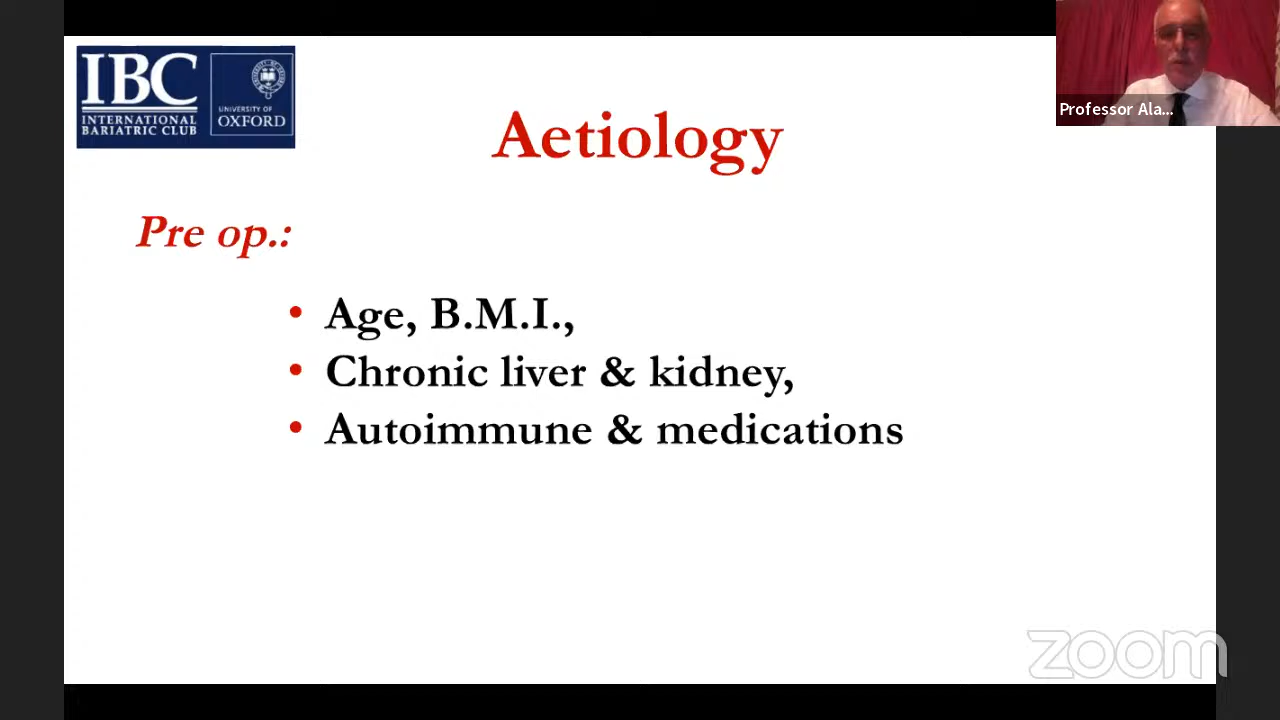 IBC
INTERNATIONAL
BARIATRIC CLUB
UNIVERSITY OF
OXFORD
Professor Ala...
Aetiology
Pre op.:
• Age, B.M.I.,
• Chronic liver & kidney,
• Autoimmune & medications
zoom